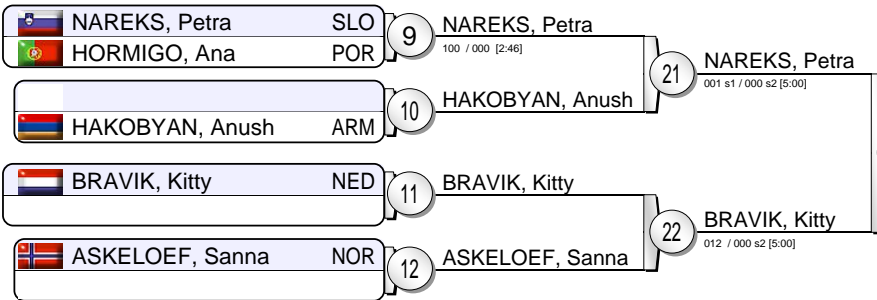 NAREKS, Petra SLO
HORMIGO, Ana POR
9
NAREKS, Petra
100 / 000 [2:46]
HAKOBYAN, Anush ARM
10
HAKOBYAN, Anush
21
NAREKS, Petra
001 s1 / 000 s2 [5:00]
BRAVIK, Kitty NED
11
BRAVIK, Kitty
ASKELOEF, Sanna NOR
12
ASKELOEF, Sanna
22
BRAVIK, Kitty
012 / 000 s2 [5:00]